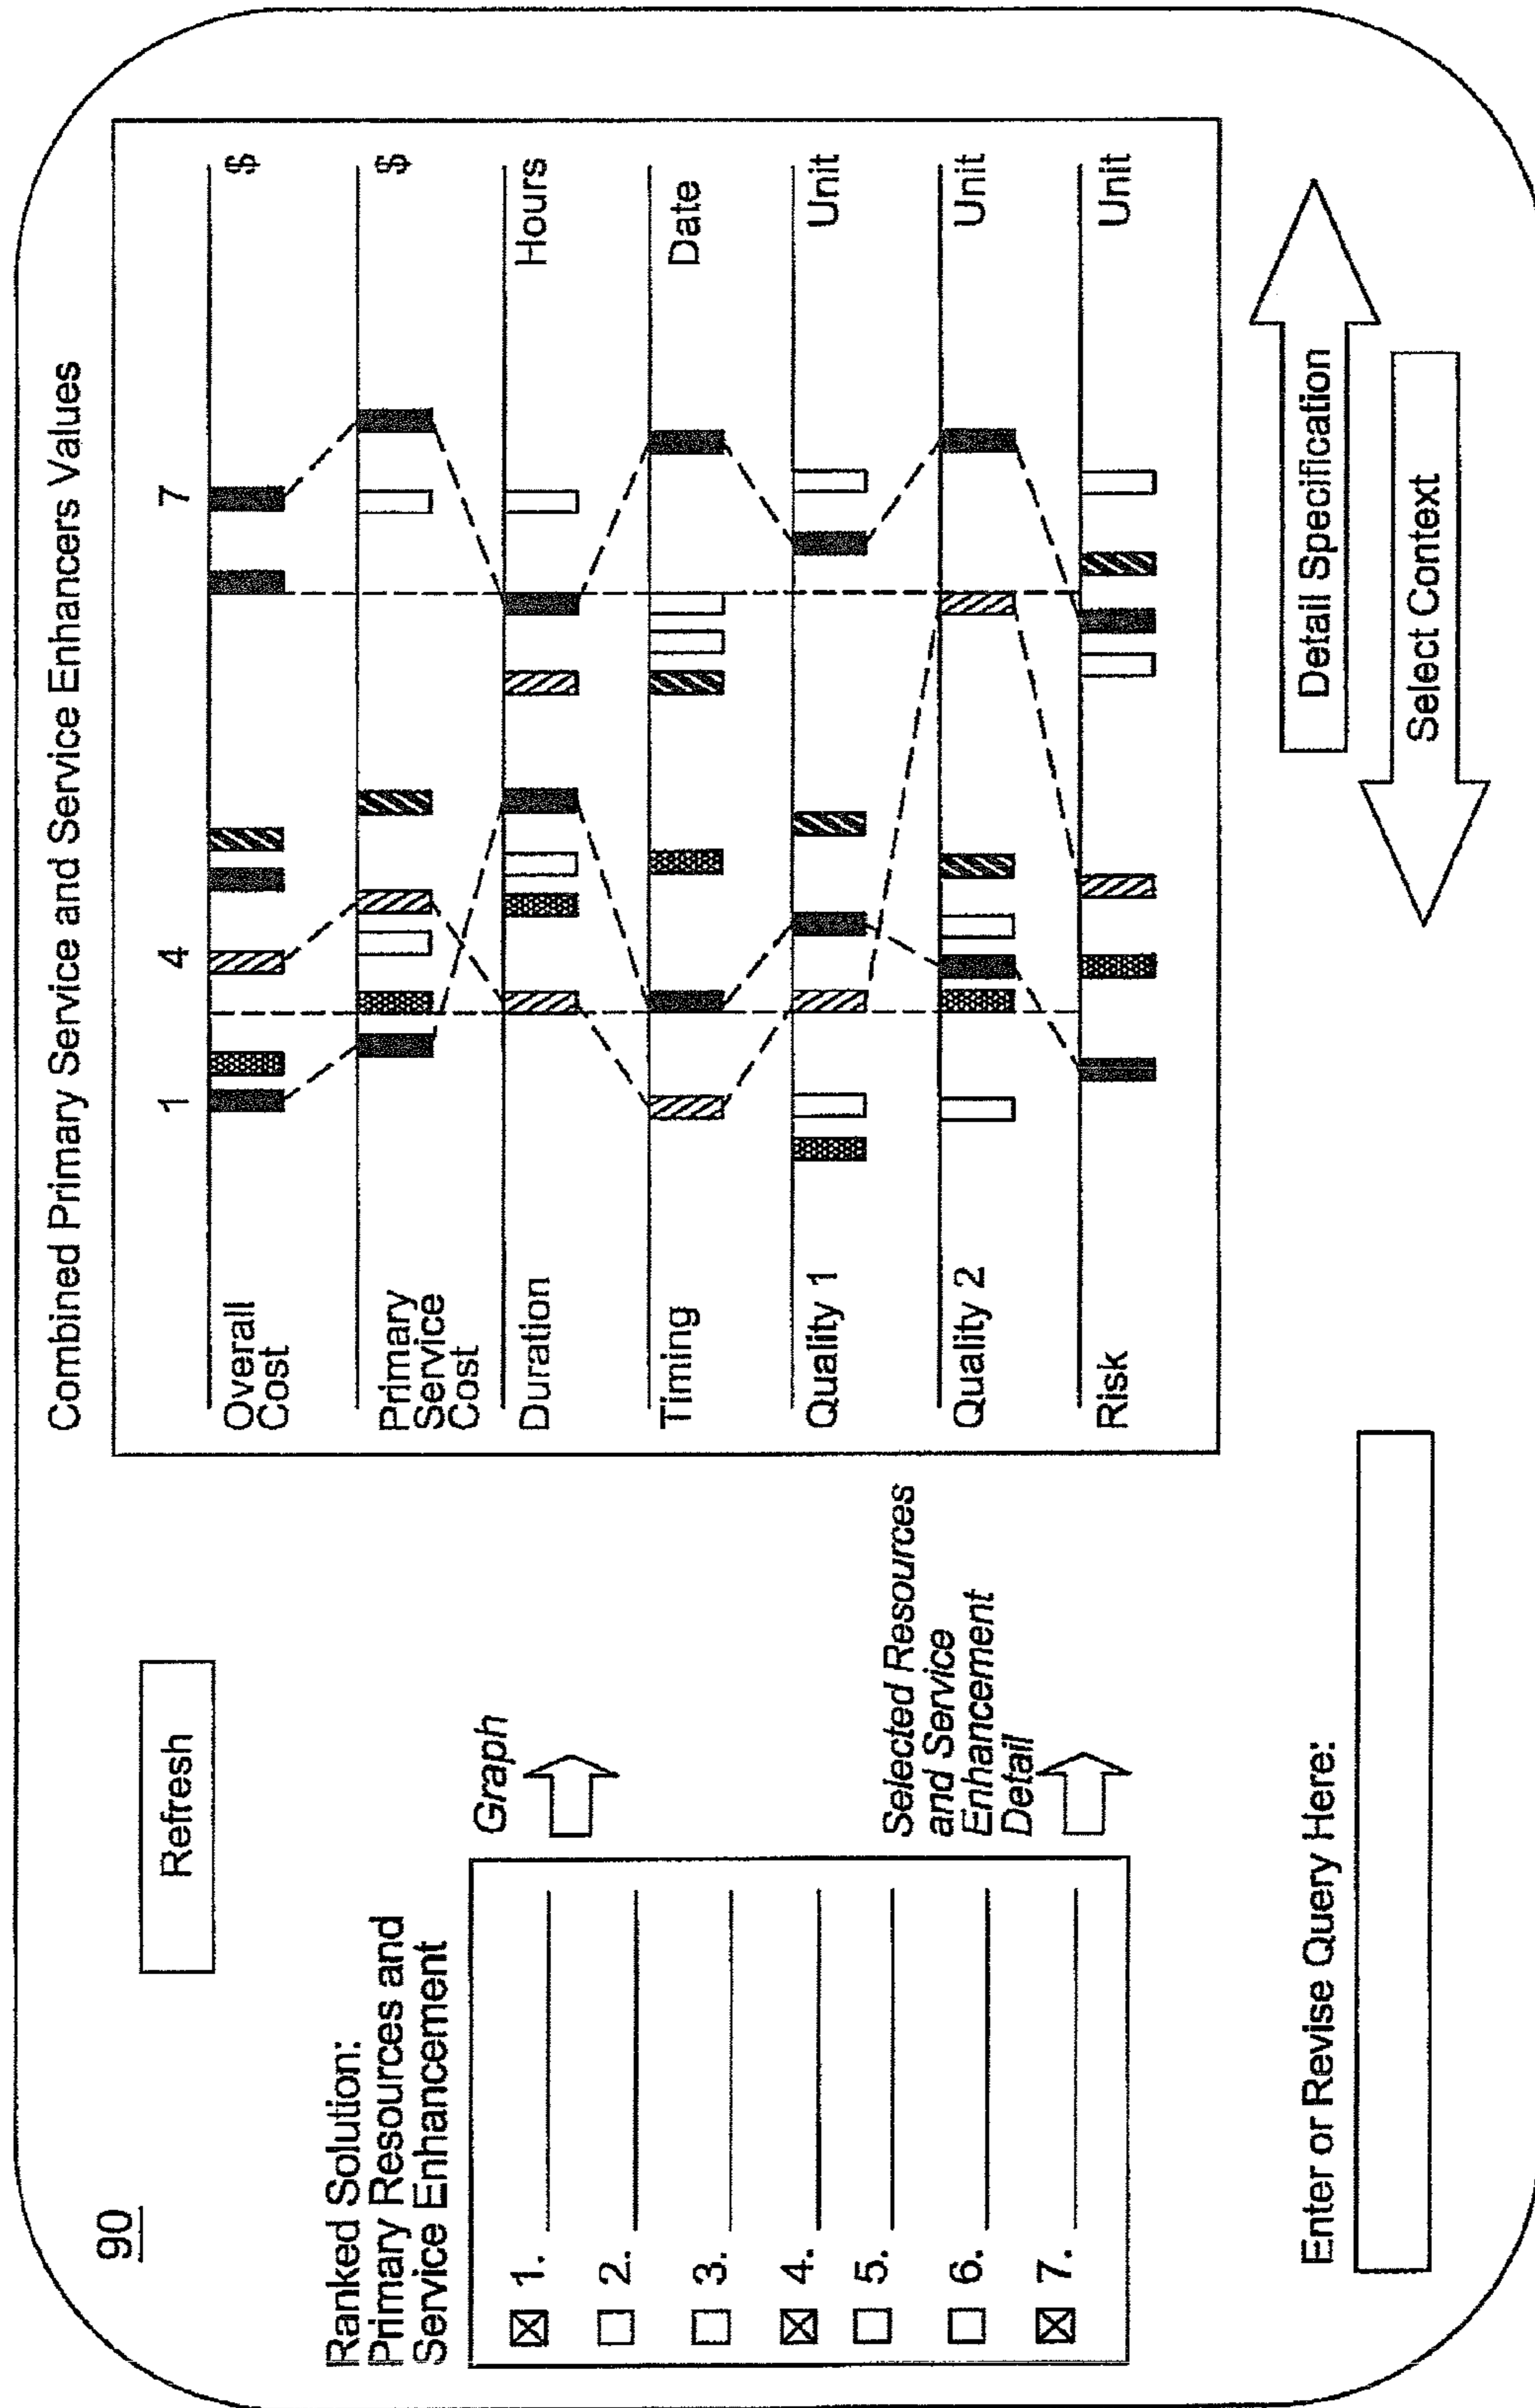 90
Refresh
Ranked Solution:
Primary Resources and
Service Enhancement
1.
2.
3.
4.
5.
6.
7.
Graph
Selected Resources
and Service
Enhancement
Detail
Enter or Revise Query Here:
Combined Primary Service and Service Enhancers Values
1
4
7
Overall
Cost
$
Primary
Service
Cost
$
Duration
Hours
Timing
Date
Quality 1
Unit
Quality 2
Unit
Risk
Unit
Detail Specification
Select Context